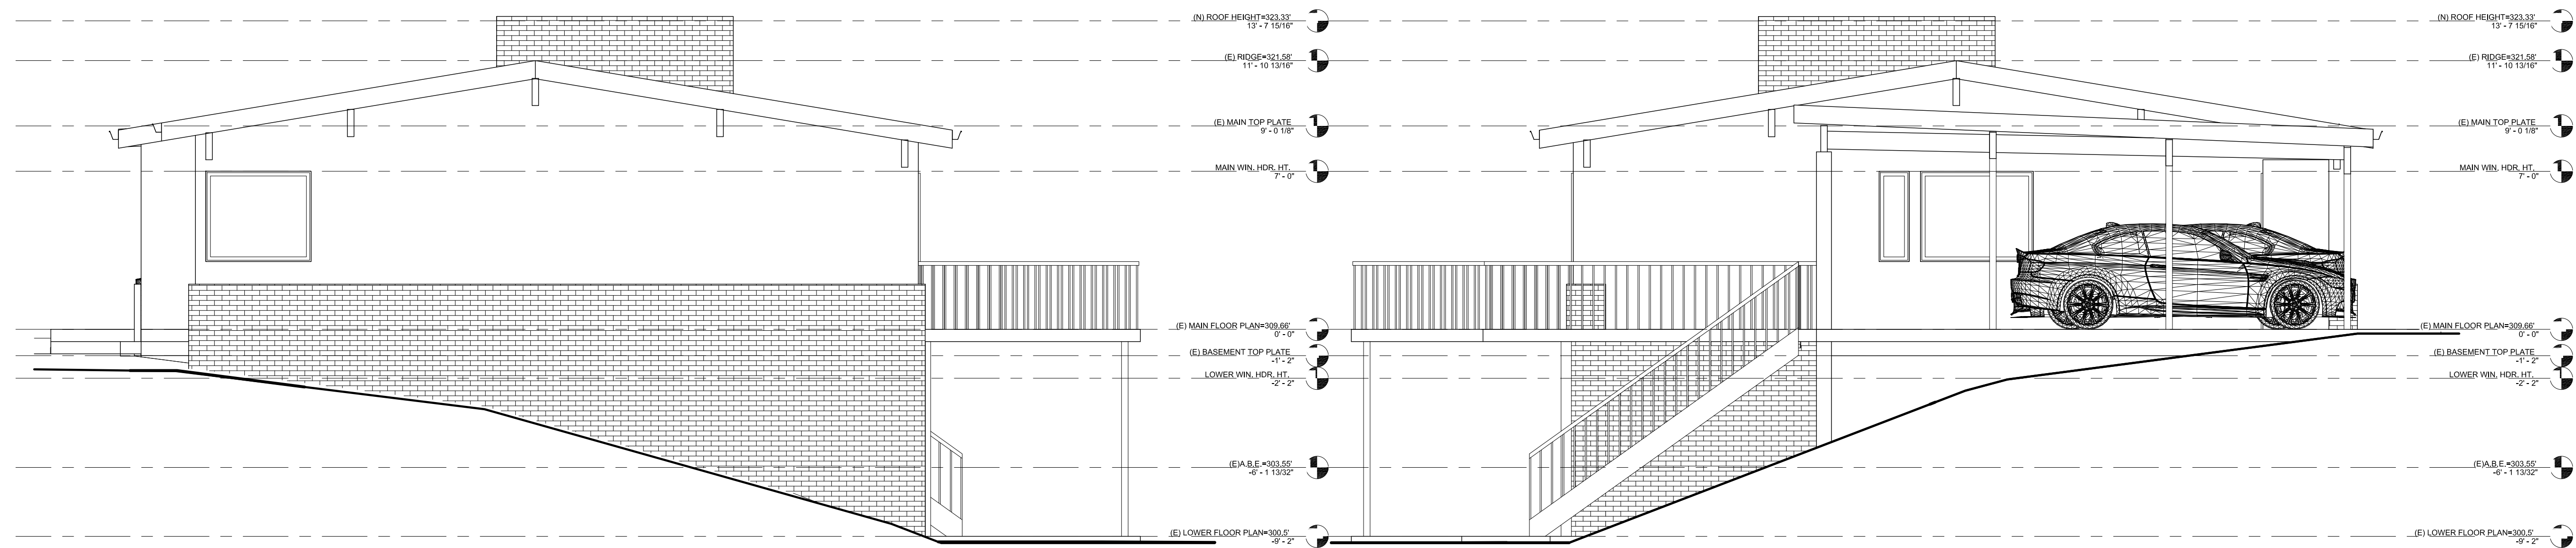 (N) ROOF HEIGHT=323.33'
13' - 7 15/16"
(E) RIDGE=321.58'
11' - 10 13/16"
(E) MAIN TOP PLATE
9' - 0 1/8"
MAIN WIN. HDR. HT.
7' - 0"
(E) MAIN FLOOR PLAN=309.66'
0' - 0"
(E) BASEMENT TOP PLATE
-1' - 2"
LOWER WIN. HDR. HT.
-2' - 2"
(E)A.B.E.=303.55'
-6' - 1 13/32"
(E) LOWER FLOOR PLAN=300.5'
-9' - 2"
(N) ROOF HEIGHT=323.33'
13' - 7 15/16"
(E) RIDGE=321.58'
11' - 10 13/16"
(E) MAIN TOP PLATE
9' - 0 1/8"
MAIN WIN. HDR. HT.
7' - 0"
(E) MAIN FLOOR PLAN=309.66'
0' - 0"
(E) BASEMENT TOP PLATE
-1' - 2"
LOWER WIN. HDR. HT.
-2' - 2"
(E)A.B.E.=303.55'
-6' - 1 13/32"
(E) LOWER FLOOR PLAN=300.5'
-9' - 2"